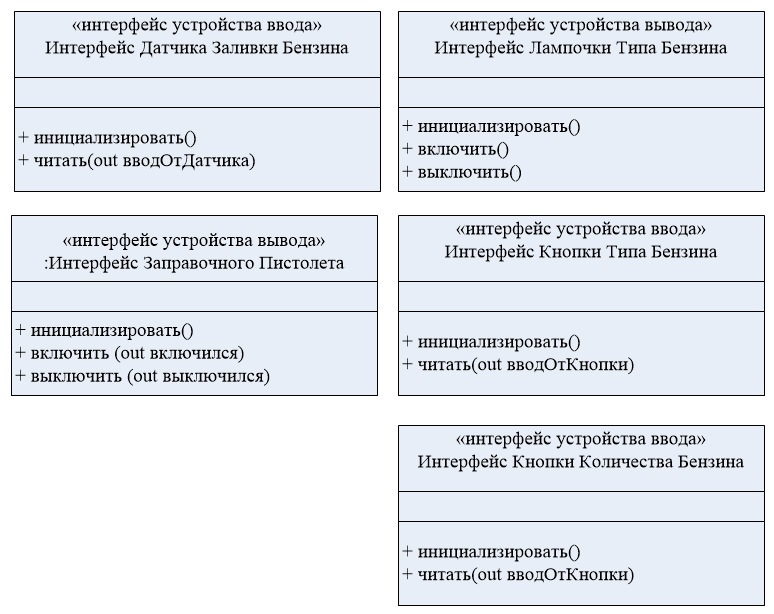 «интерфейс устройства ввода»
Интерфейс Датчика Заливки Бензина
+ инициализировать()
+ читать(out вводОтДатчика)
«интерфейс устройства вывода»
Интерфейс Лампочки Типа Бензина
+ инициализировать()
+ включить()
+ выключить()
«интерфейс устройства вывода»
:Интерфейс Заправочного Пистолета
+ инициализировать()
+ включить (out включился)
+ выключить (out выключился)
«интерфейс устройства ввода»
Интерфейс Кнопки Типа Бензина
+ инициализировать()
+ читать(out вводОтКнопки)
«интерфейс устройства ввода»
Интерфейс Кнопки Количества Бензина
+ инициализировать()
+ читать(out вводОтКнопки)